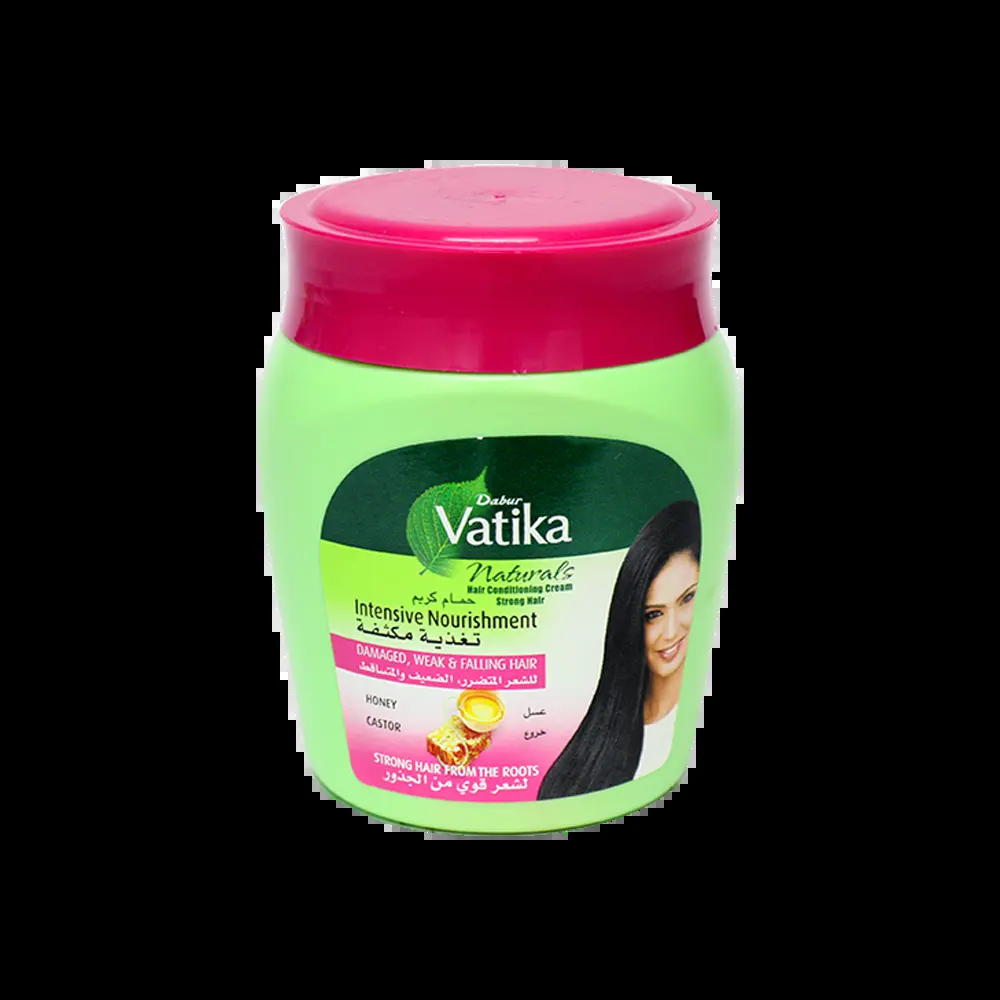 Dabur
Vatika
Naturals
Hair Conditioning Cream
Strong Hair
حمام كريم
Intensive Nourishment
تغذية مكثفة
DAMAGED, WEAK & FALLING HAIR
للشعر المتضرر، الضعيف والمتساقط
HONEY عسل
CASTOR خروع
STRONG HAIR FROM THE ROOTS
لشعر قوي من الجذور